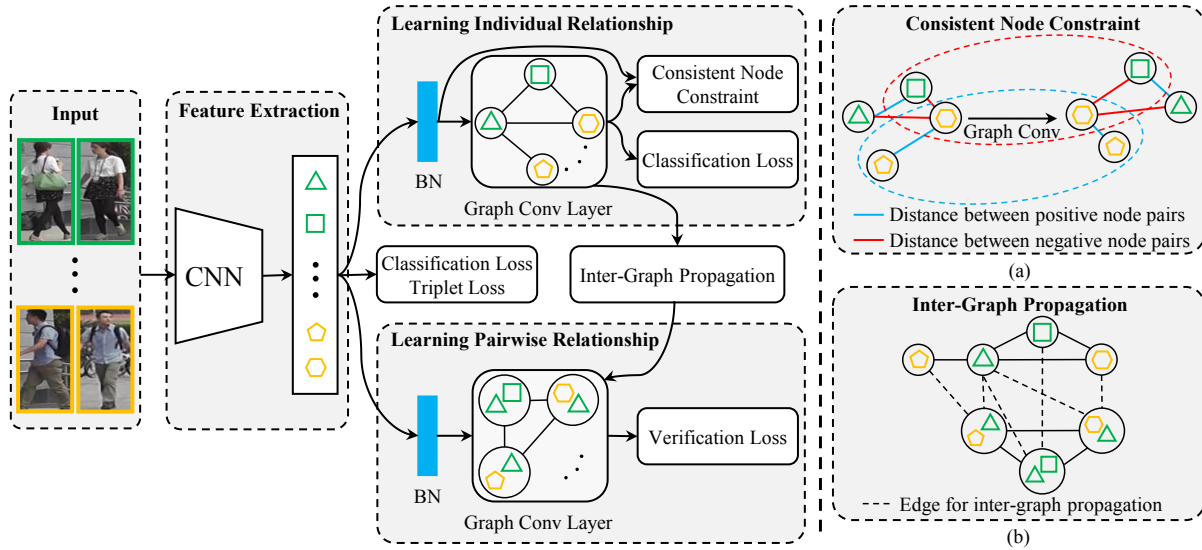 Input
Feature Extraction
CNN
Learning Individual Relationship
BN
Graph Conv Layer
Consistent Node
Constraint
Classification Loss
Classification Loss
Triplet Loss
Inter-Graph Propagation
Learning Pairwise Relationship
BN
Graph Conv Layer
Verification Loss
Consistent Node Constraint
Graph Conv
Distance between positive node pairs
Distance between negative node pairs
(a)
Inter-Graph Propagation
Edge for inter-graph propagation
(b)